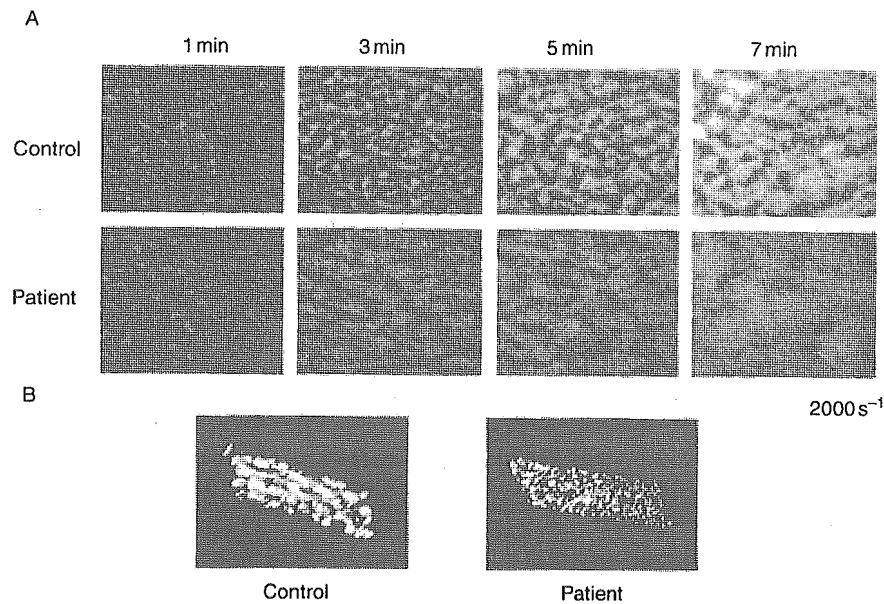 A
1 min 3 min 5 min 7 min
Control
Patient
B
2000 s⁻¹
Control Patient